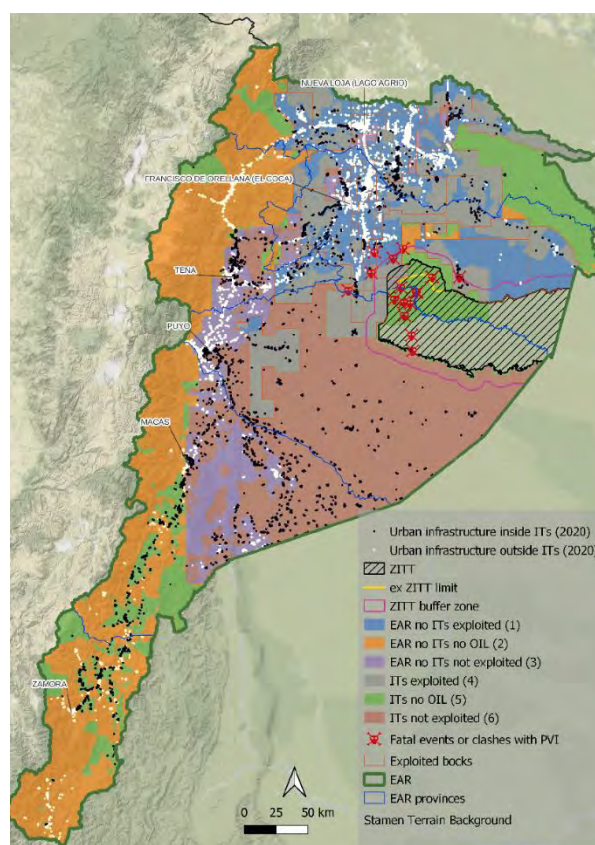 NUEVA LOJA (LAGO AGRIO)
FRANCISCO DE ORELLANA (EL COCA)
TENA
PUYO
MACAS
ZAMORA
Urban infrastructure inside ITs (2020)
Urban infrastructure outside ITs (2020)
ZITT
ex ZITT limit
ZITT buffer zone
EAR no ITs exploited (1)
EAR no ITs no OIL (2)
EAR no ITs not exploited (3)
ITs exploited (4)
ITs no OIL (5)
ITs not exploited (6)
Fatal events or clashes with PVI
Exploited bocks
EAR
EAR provinces
Stamen Terrain Background
0 25 50 km